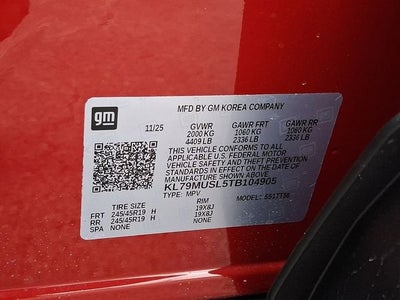 gm
MFD BY GM KOREA COMPANY
11/25 GVWR GAWR FRT GAWR RR
2000 KG 1060 KG 1060 KG
4409 LB 2336 LB 2336 LB
THIS VEHICLE CONFORMS TO ALL
APPLICABLE U.S. FEDERAL MOTOR
VEHICLE SAFETY AND THEFT PREVENTION
STANDARDS IN EFFECT ON THE DATE OF
MANUFACTURE SHOWN ABOVE.
KL79MUSL5TB104905
TYPE: MPV MODEL:
TIRE SIZE RIM
FRT 245/45R19 H 19X8J
RR 245/45R19 H 19X8J
SPA NONE NONE